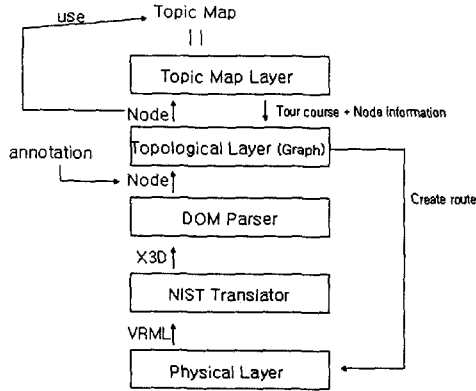 use
Topic Map
Topic Map Layer
Node
Tour course + Node Information
Topological Layer (Graph)
annotation
Node
Create route
DOM Parser
X3D
NIST Translator
VRML
Physical Layer